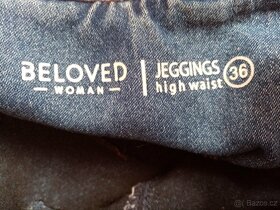 BELOVED
WOMAN
JEGGINGS
high waist
36
Bazos.cz